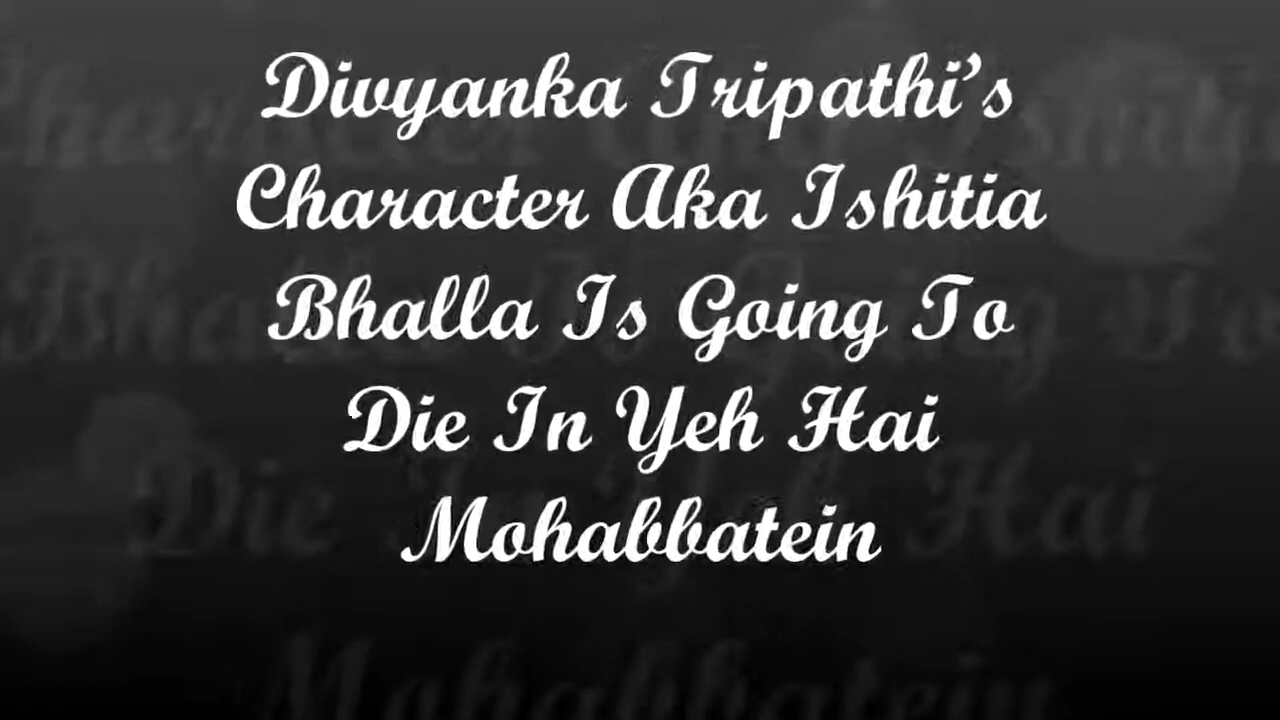 Divyanka Tripathi's
Character Aka Ishitia
Bhalla Is Going To
Die In Yeh Hai
Mohabbatein